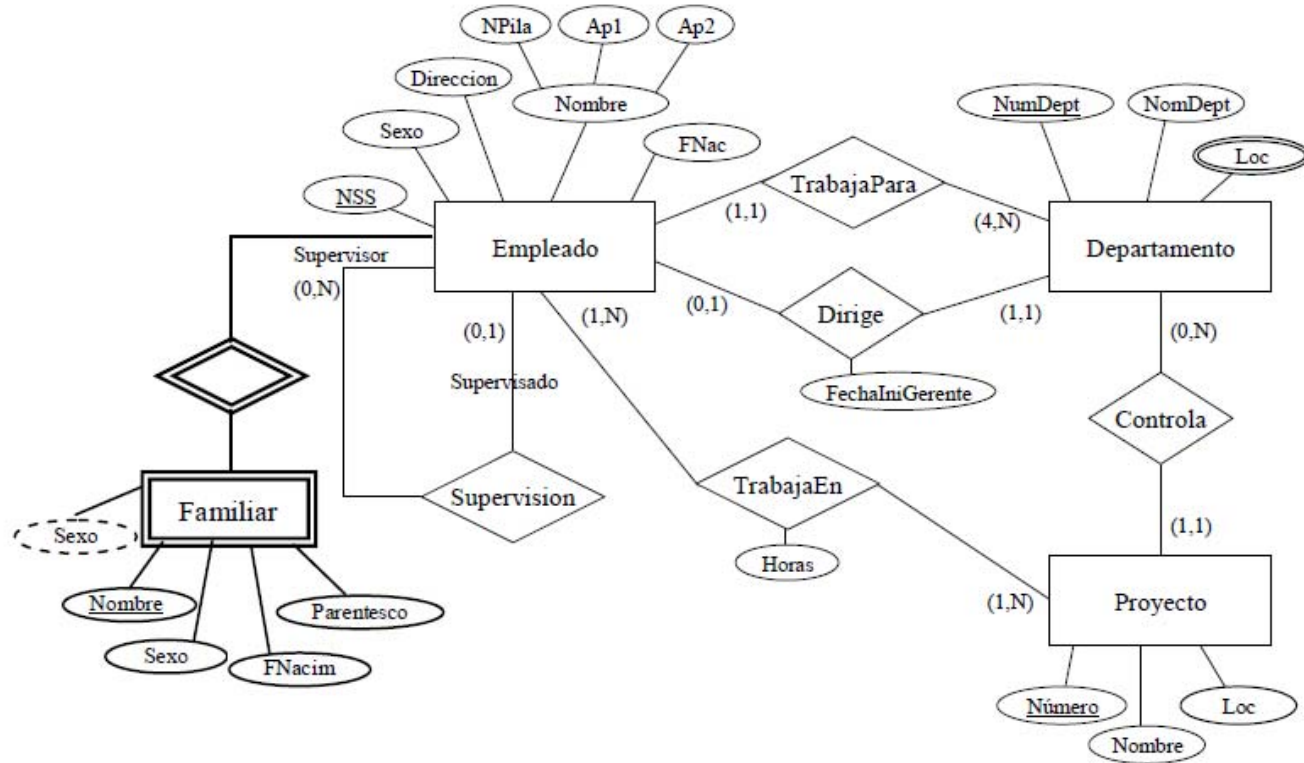 NPila
Ap1
Ap2
Direccion
Nombre
NumDept
NomDept
Sexo
FNac
Loc
NSS
TrabajaPara
(1,1)
(4,N)
Empleado
Departamento
Supervisor
(0,N)
(0,1)
(1,N)
(0,1)
Dirige
(1,1)
(0,N)
Supervisado
FechaIniGerente
Controla
Supervision
TrabajaEn
Familiar
Sexo
(1,1)
Horas
Nombre
Parentesco
(1,N)
Proyecto
Sexo
FNacim
Número
Loc
Nombre